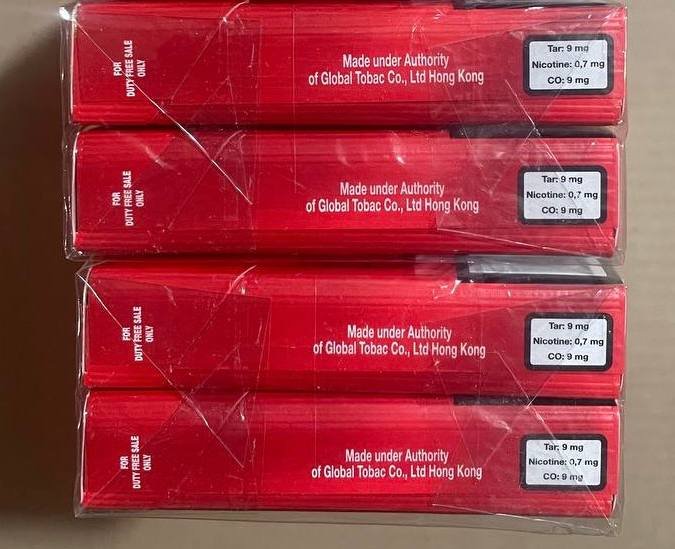 FOR
DUTY FREE SALE
ONLY
Made under Authority
of Global Tobac Co., Ltd Hong Kong
Tar: 9 mg
Nicotine: 0,7 mg
CO: 9 mg
FOR
DUTY FREE SALE
ONLY
Made under Authority
of Global Tobac Co., Ltd Hong Kong
Tar: 9 mg
Nicotine: 0,7 mg
CO: 9 mg
FOR
DUTY FREE SALE
ONLY
Made under Authority
of Global Tobac Co., Ltd Hong Kong
Tar: 9 mg
Nicotine: 0,7 mg
CO: 9 mg
FOR
DUTY FREE SALE
ONLY
Made under Authority
of Global Tobac Co., Ltd Hong Kong
Tar: 9 mg
Nicotine: 0,7 mg
CO: 9 mg